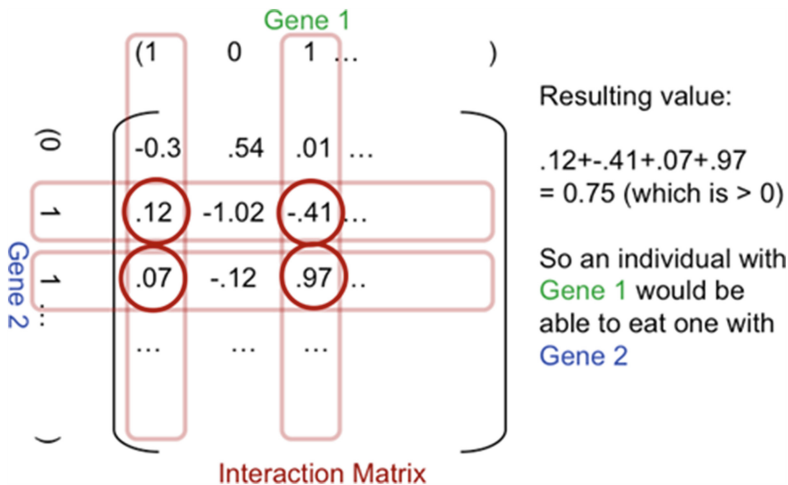 Gene 1
(1 0 1 ... )
(0 1 1 ... )
Gene 2
-0.3 .54 .01 ...
.12 -1.02 -.41 ...
.07 -.12 .97 ..
... ... ...
Interaction Matrix
Resulting value:
.12+-.41+.07+.97
= 0.75 (which is > 0)
So an individual with
Gene 1 would be
able to eat one with
Gene 2